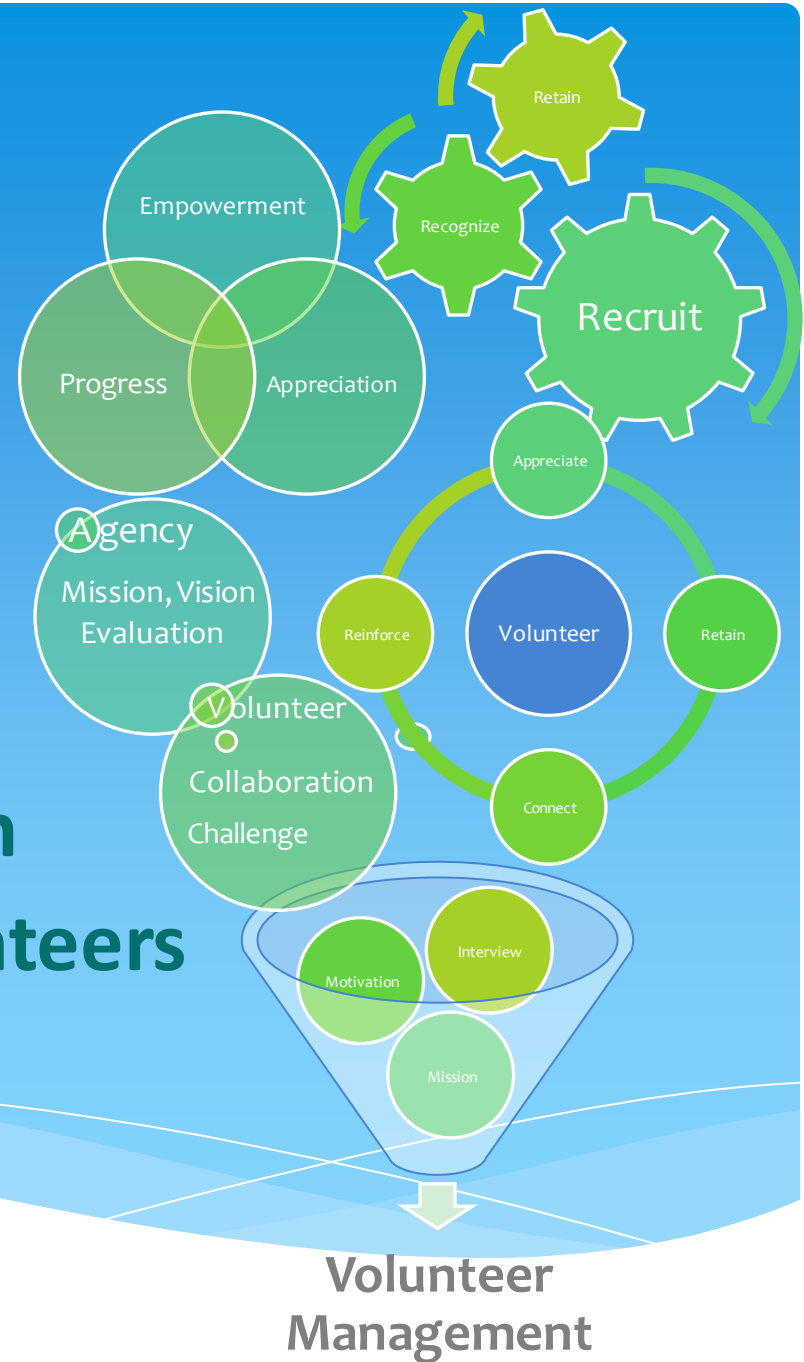 Retain
Recognize
Recruit
Empowerment
Progress
Appreciation
Appreciate
Reinforce
Volunteer
Retain
Connect
Agency
Mission, Vision
Evaluation
Volunteer
Collaboration
Challenge
Motivation
Interview
Mission
Volunteer
Management